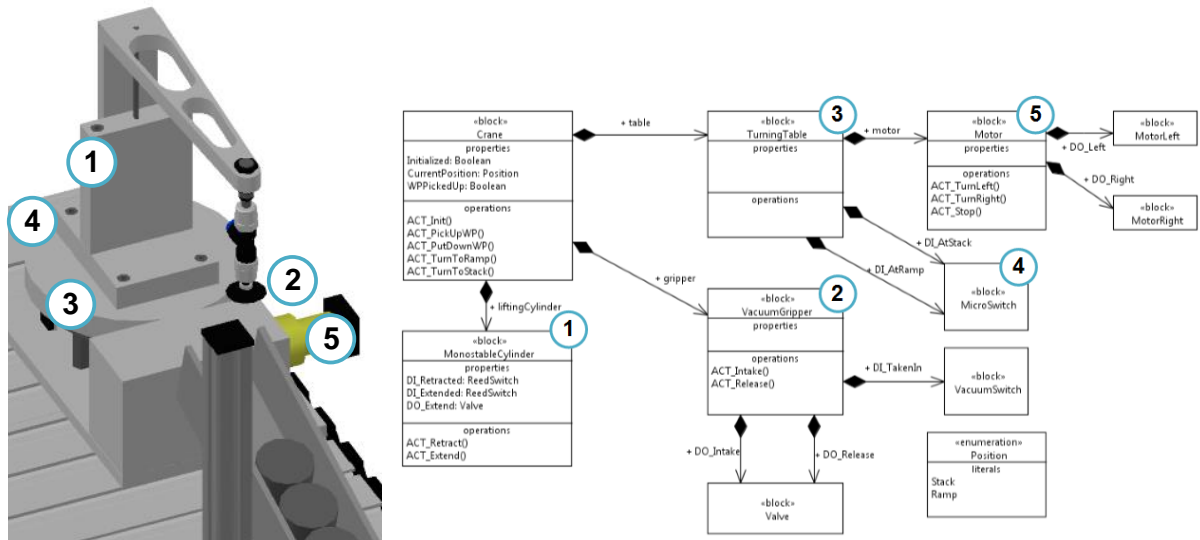 1
4
3
2
5
«block»
Crane
properties
Initialized: Boolean
CurrentPosition: Position
WPPickedUp: Boolean
operations
ACT_Init()
ACT_PickUpWP()
ACT_PutDownWP()
ACT_TurnToRamp()
ACT_TurnToStack()
+ table
+ gripper
+ liftingCylinder
3
«block»
TurningTable
properties
operations
+ motor
+ DI_AtStack
+ DI_AtRamp
5
«block»
Motor
properties
operations
ACT_TurnLeft()
ACT_TurnRight()
ACT_Stop()
+ DO_Left
+ DO_Right
«block»
MotorLeft
«block»
MotorRight
4
«block»
MicroSwitch
1
«block»
MonostableCylinder
properties
DI_Retracted: ReedSwitch
DI_Extended: ReedSwitch
DO_Extend: Valve
operations
ACT_Retract()
ACT_Extend()
2
«block»
VacuumGripper
properties
operations
ACT_Intake()
ACT_Release()
+ DI_TakenIn
+ DO_Intake
+ DO_Release
«block»
VacuumSwitch
«block»
Valve
«enumeration»
Position
literals
Stack
Ramp